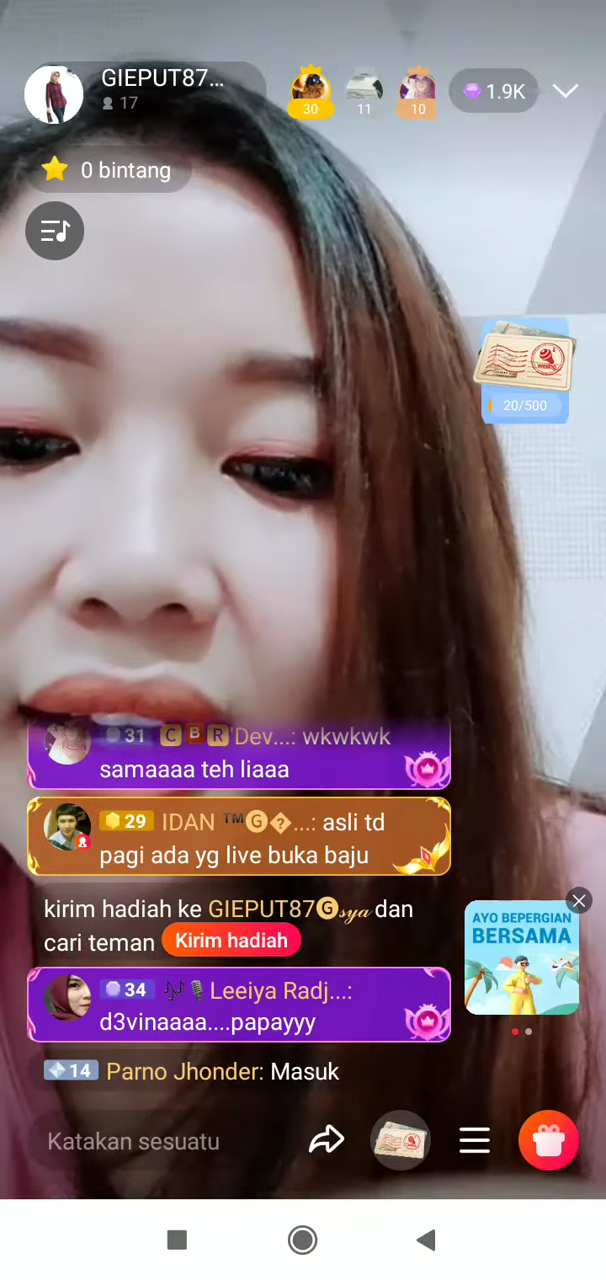 GIEPUT87...
17
30
11
10
1.9K
0 bintang
20/500
31 C B R Dev...: wkwkwk
samaaaa teh liaaa
29 IDAN ™G�...: asli td
pagi ada yg live buka baju
kirim hadiah ke GIEPUT87🅖𝓼𝔂𝓪 dan
cari teman Kirim hadiah
AYO BEPERGIAN
BERSAMA
34 🎶🎙Leeiya Radj...:
d3vinaaaa....papayyy
14 Parno Jhonder: Masuk
Katakan sesuatu